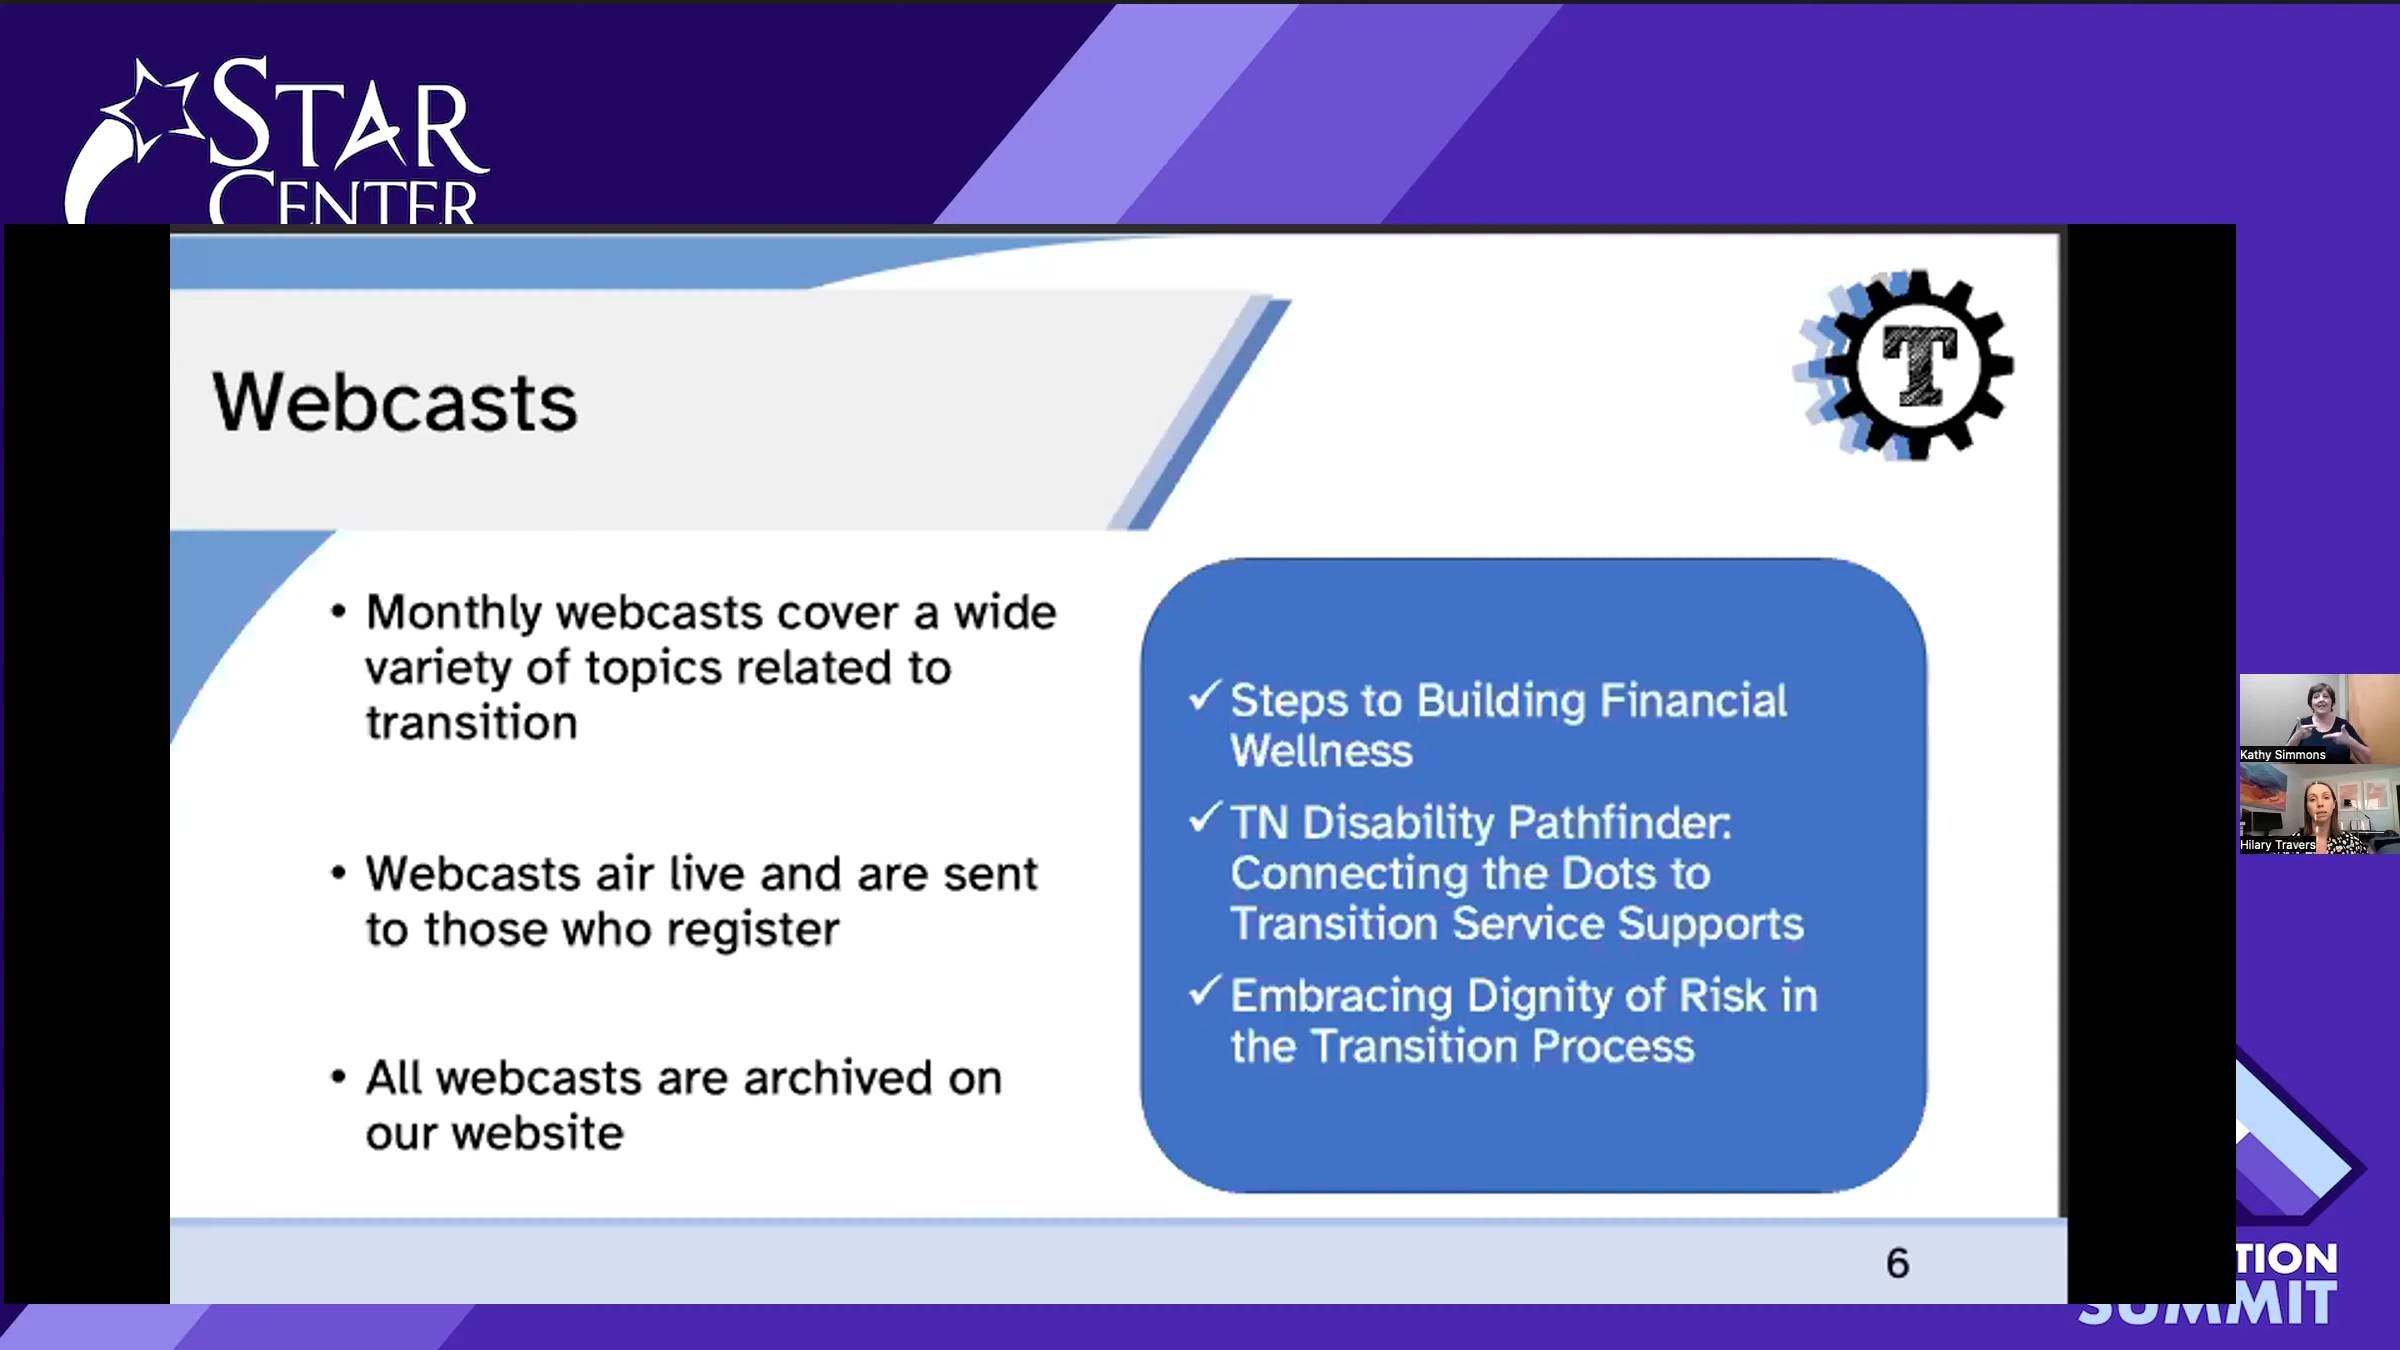 STAR
CENTER
Webcasts
T
• Monthly webcasts cover a wide
variety of topics related to
transition
• Webcasts air live and are sent
to those who register
• All webcasts are archived on
our website
✓ Steps to Building Financial
Wellness
✓ TN Disability Pathfinder:
Connecting the Dots to
Transition Service Supports
✓ Embracing Dignity of Risk in
the Transition Process
6
Kathy Simmons
Hilary Travers
TION
SUMMIT